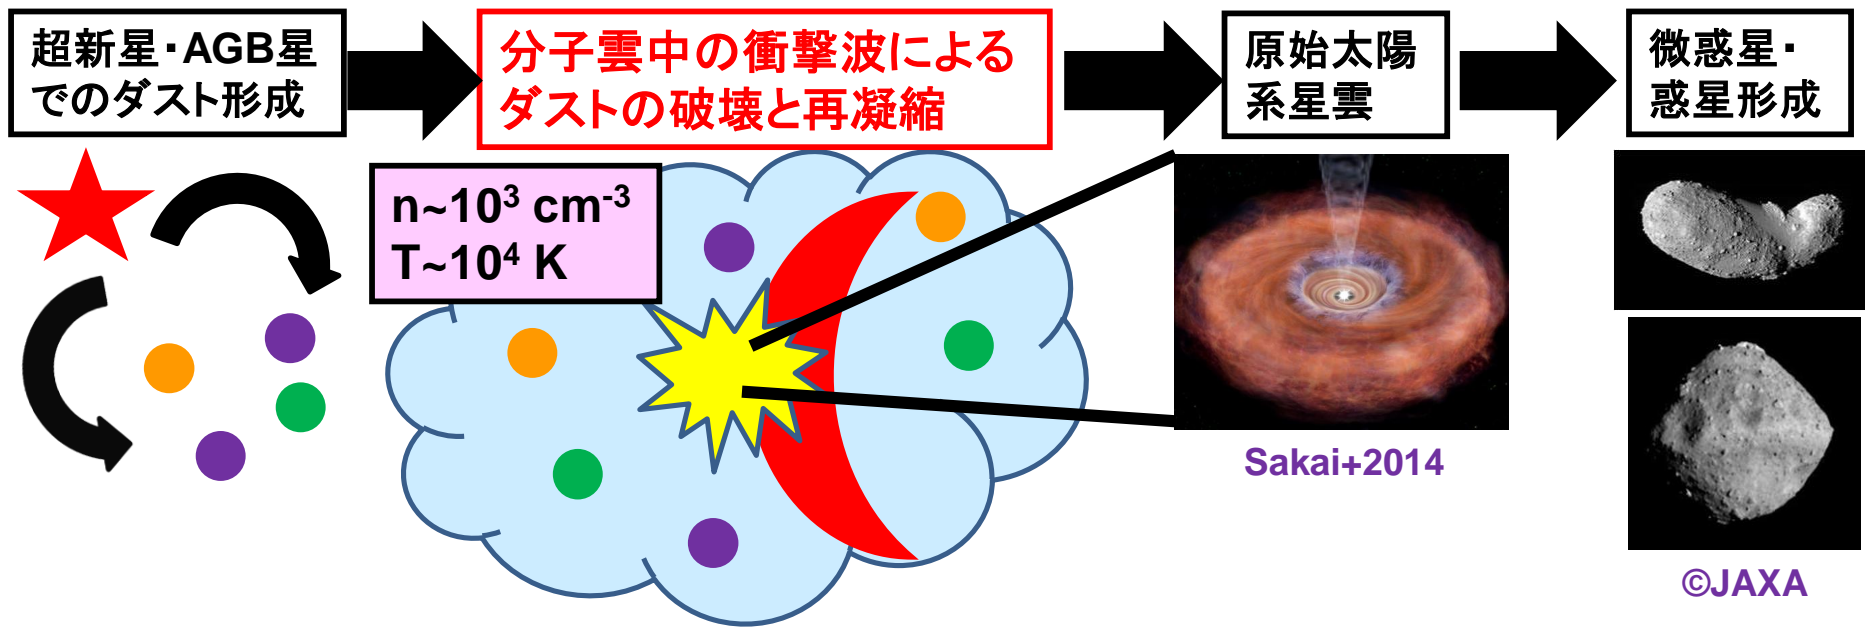 超新星・AGB星
でのダスト形成
分子雲中の衝撃波による
ダストの破壊と再凝縮
原始太陽
系星雲
微惑星・
惑星形成
n~10³ cm⁻³
T~10⁴ K
Sakai+2014
©JAXA